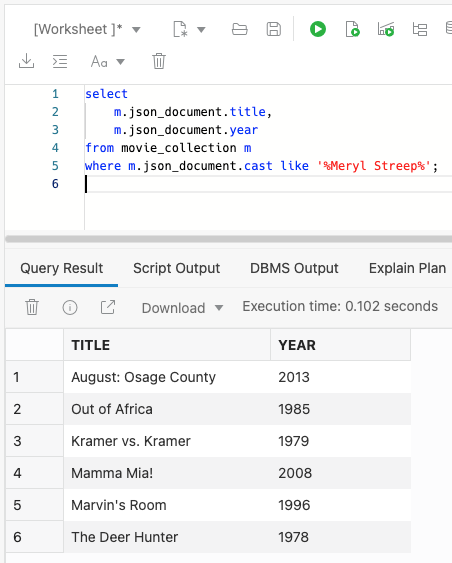 [Worksheet ]*
Aa
1 select
2 m.json_document.title,
3 m.json_document.year
4 from movie_collection m
5 where m.json_document.cast like '%Meryl Streep%';
6
Query Result Script Output DBMS Output Explain Plan
Download Execution time: 0.102 seconds
TITLE YEAR
1 August: Osage County 2013
2 Out of Africa 1985
3 Kramer vs. Kramer 1979
4 Mamma Mia! 2008
5 Marvin's Room 1996
6 The Deer Hunter 1978